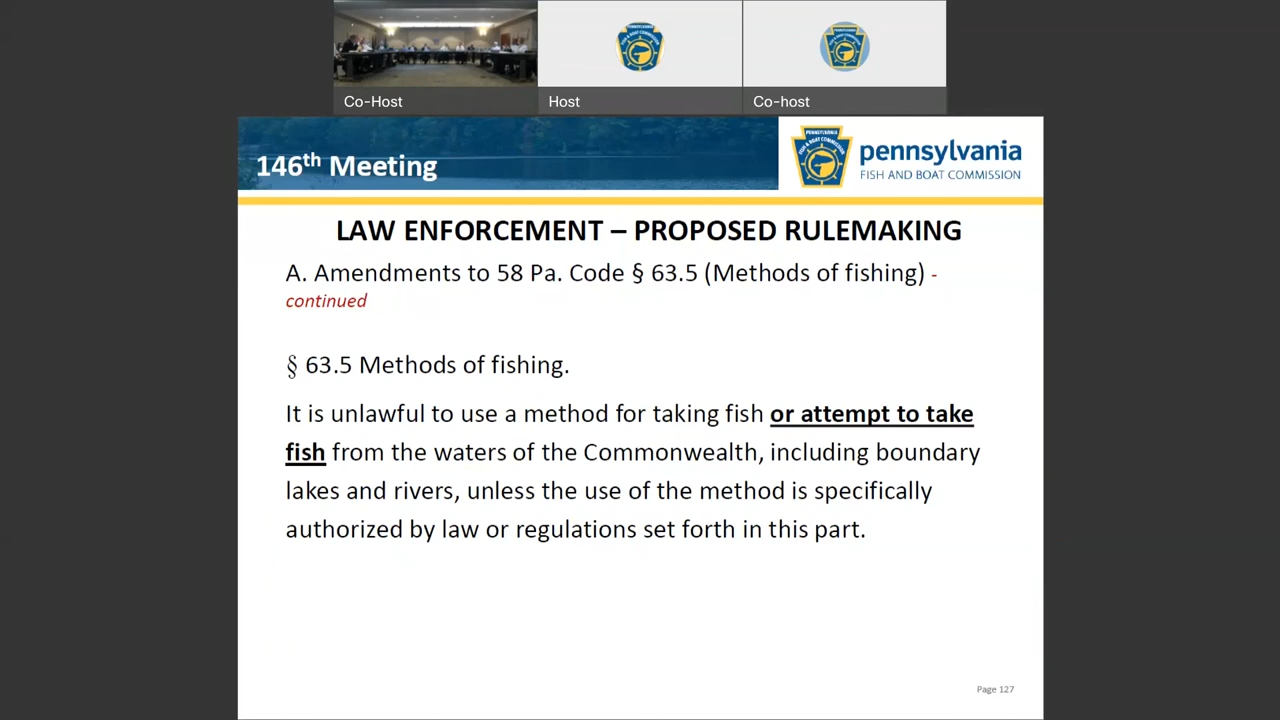 Co-Host
Host
Co-host
146th Meeting
pennsylvania
FISH AND BOAT COMMISSION
LAW ENFORCEMENT – PROPOSED RULEMAKING
A. Amendments to 58 Pa. Code § 63.5 (Methods of fishing) -
continued
§ 63.5 Methods of fishing.
It is unlawful to use a method for taking fish or attempt to take
fish from the waters of the Commonwealth, including boundary
lakes and rivers, unless the use of the method is specifically
authorized by law or regulations set forth in this part.
Page 127